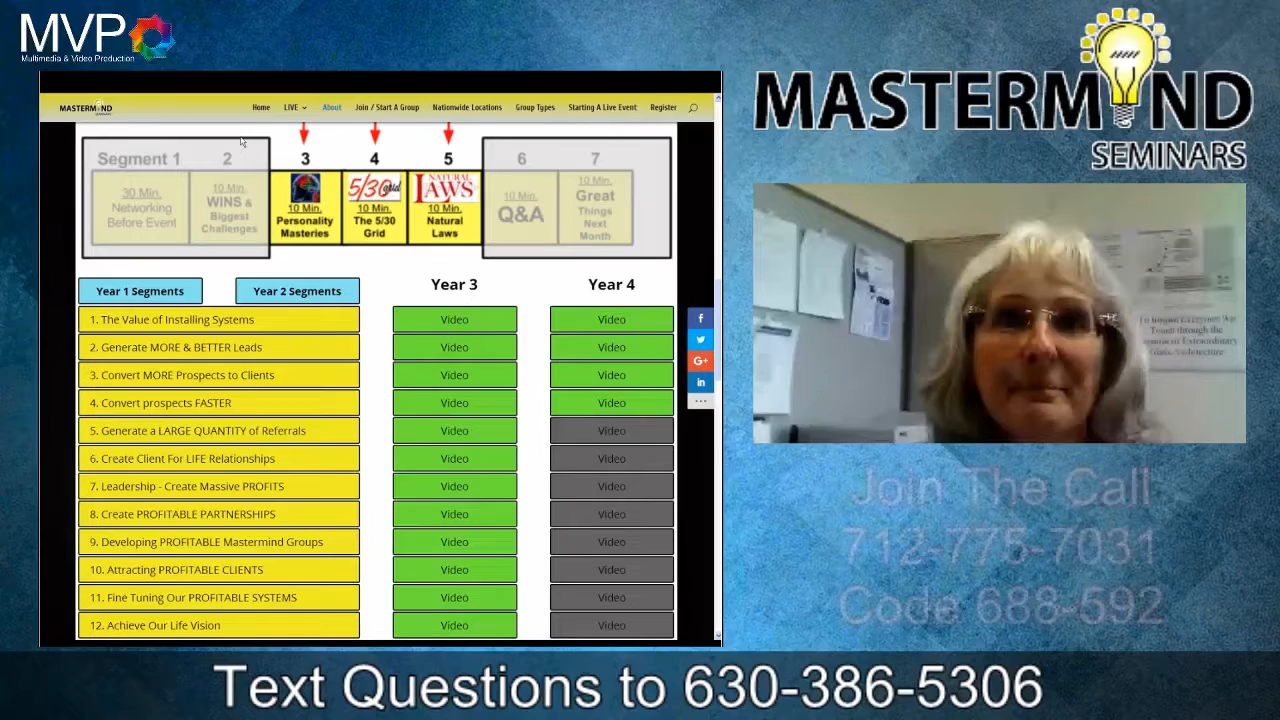 MVP
Multimedia & Video Production
MASTERMIND
SEMINARS
MASTERMIND
SEMINARS
Home LIVE About Join / Start A Group Nationwide Locations Group Types Starting A Live Event Register
Segment 1 2 3 4 5 6 7
30 Min.
Networking
Before Event
10 Min.
WINS &
Biggest
Challenges
10 Min.
Personality
Masteries
5/30 grid
10 Min.
The 5/30
Grid
NATURAL
LAWS
10 Min.
Natural
Laws
10 Min.
Q&A
10 Min.
Great
Things
Next
Month
Year 1 Segments Year 2 Segments Year 3 Year 4
1. The Value of Installing Systems Video Video
2. Generate MORE & BETTER Leads Video Video
3. Convert MORE Prospects to Clients Video Video
4. Convert prospects FASTER Video Video
5. Generate a LARGE QUANTITY of Referrals Video Video
6. Create Client For LIFE Relationships Video Video
7. Leadership - Create Massive PROFITS Video Video
8. Create PROFITABLE PARTNERSHIPS Video Video
9. Developing PROFITABLE Mastermind Groups Video Video
10. Attracting PROFITABLE CLIENTS Video Video
11. Fine Tuning Our PROFITABLE SYSTEMS Video Video
12. Achieve Our Life Vision Video Video
f
G+
in
through the
Extraordinary
Architecture
Join The Call
712-775-7031
Code 688-592
Text Questions to 630-386-5306